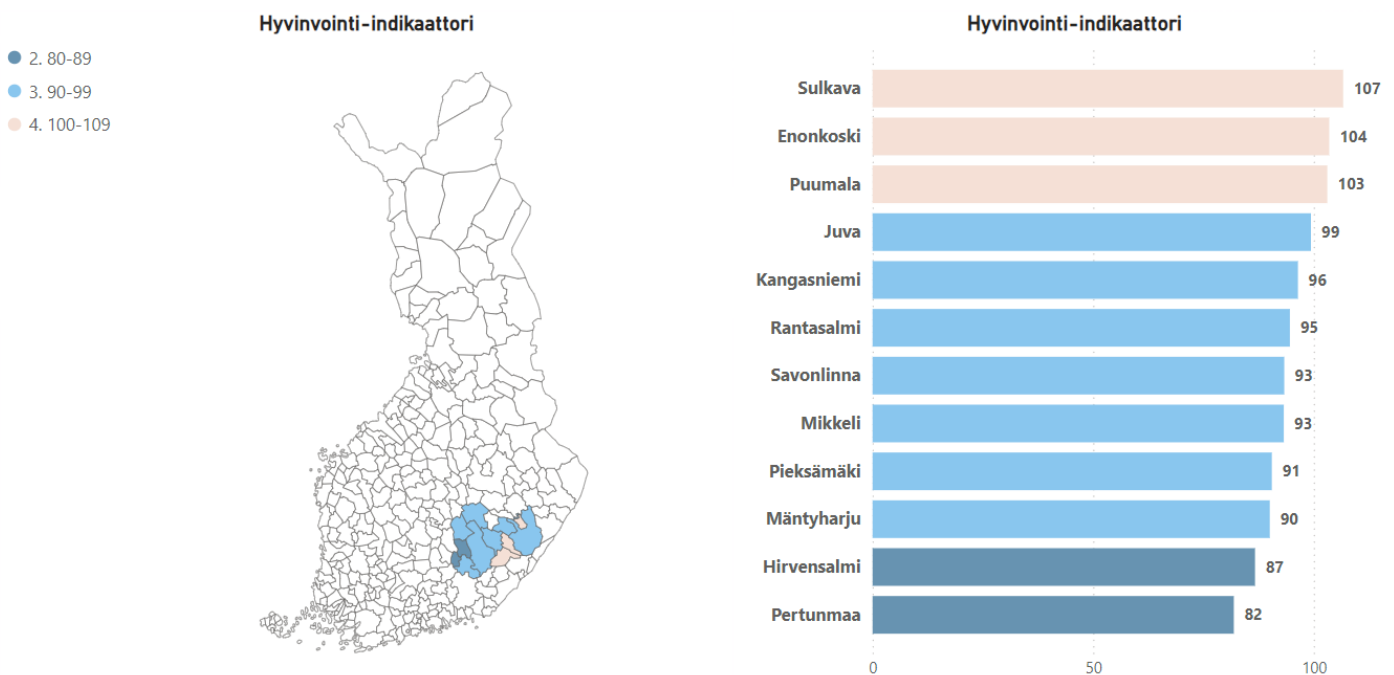 Hyvinvointi-indikaattori
2. 80-89
3. 90-99
4. 100-109
Hyvinvointi-indikaattori
Sulkava 107
Enonkoski 104
Puumala 103
Juva 99
Kangasniemi 96
Rantasalmi 95
Savonlinna 93
Mikkeli 93
Pieksämäki 91
Mäntyharju 90
Hirvensalmi 87
Pertunmaa 82
0 50 100